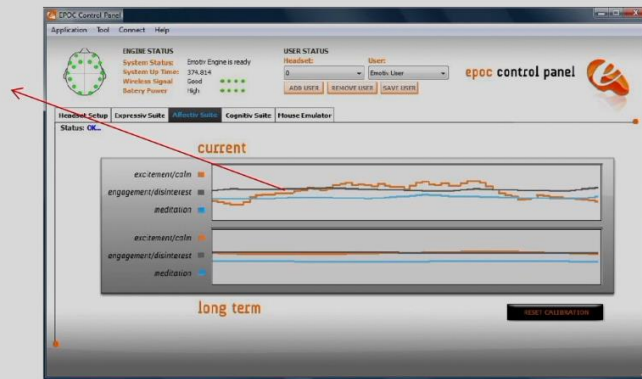 EPOC Control Panel
Application Tool Connect Help
ENGINE STATUS
System Status: Emotiv Engine is ready
System Up Time: 374,814
Wireless Signal Good
Battery Power High
USER STATUS
Headset: User:
0 Emotiv User
ADD USER REMOVE USER SAVE USER
epoc control panel
Headset Setup Expressiv Suite Affectiv Suite Cognitiv Suite Mouse Emulator
Status: OK...
current
excitement/calm
engagement/disinterest
meditation
excitement/calm
engagement/disinterest
meditation
long term
RESET CALIBRATION